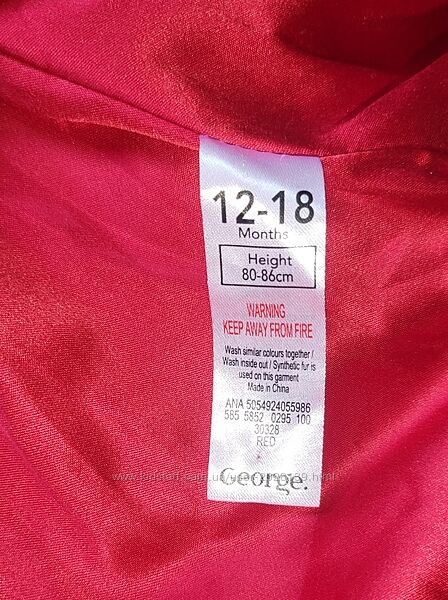 12-18
Months
Height
80-86cm
WARNING
KEEP AWAY FROM FIRE
Wash similar colours together /
Wash inside out / Synthetic fur is
used on this garment
Made in China
ANA 5054924055986
585 5852 0295 100
30328
RED
George.